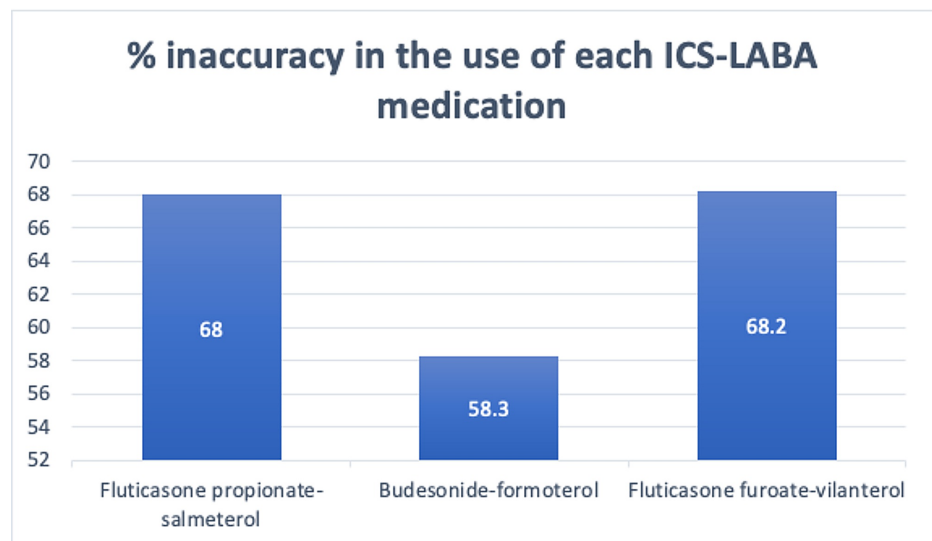 % inaccuracy in the use of each ICS-LABA
medication
70
68
66
64
62
60
58
56
54
52
68
58.3
68.2
Fluticasone propionate-
salmeterol
Budesonide-formoterol
Fluticasone furoate-vilanterol